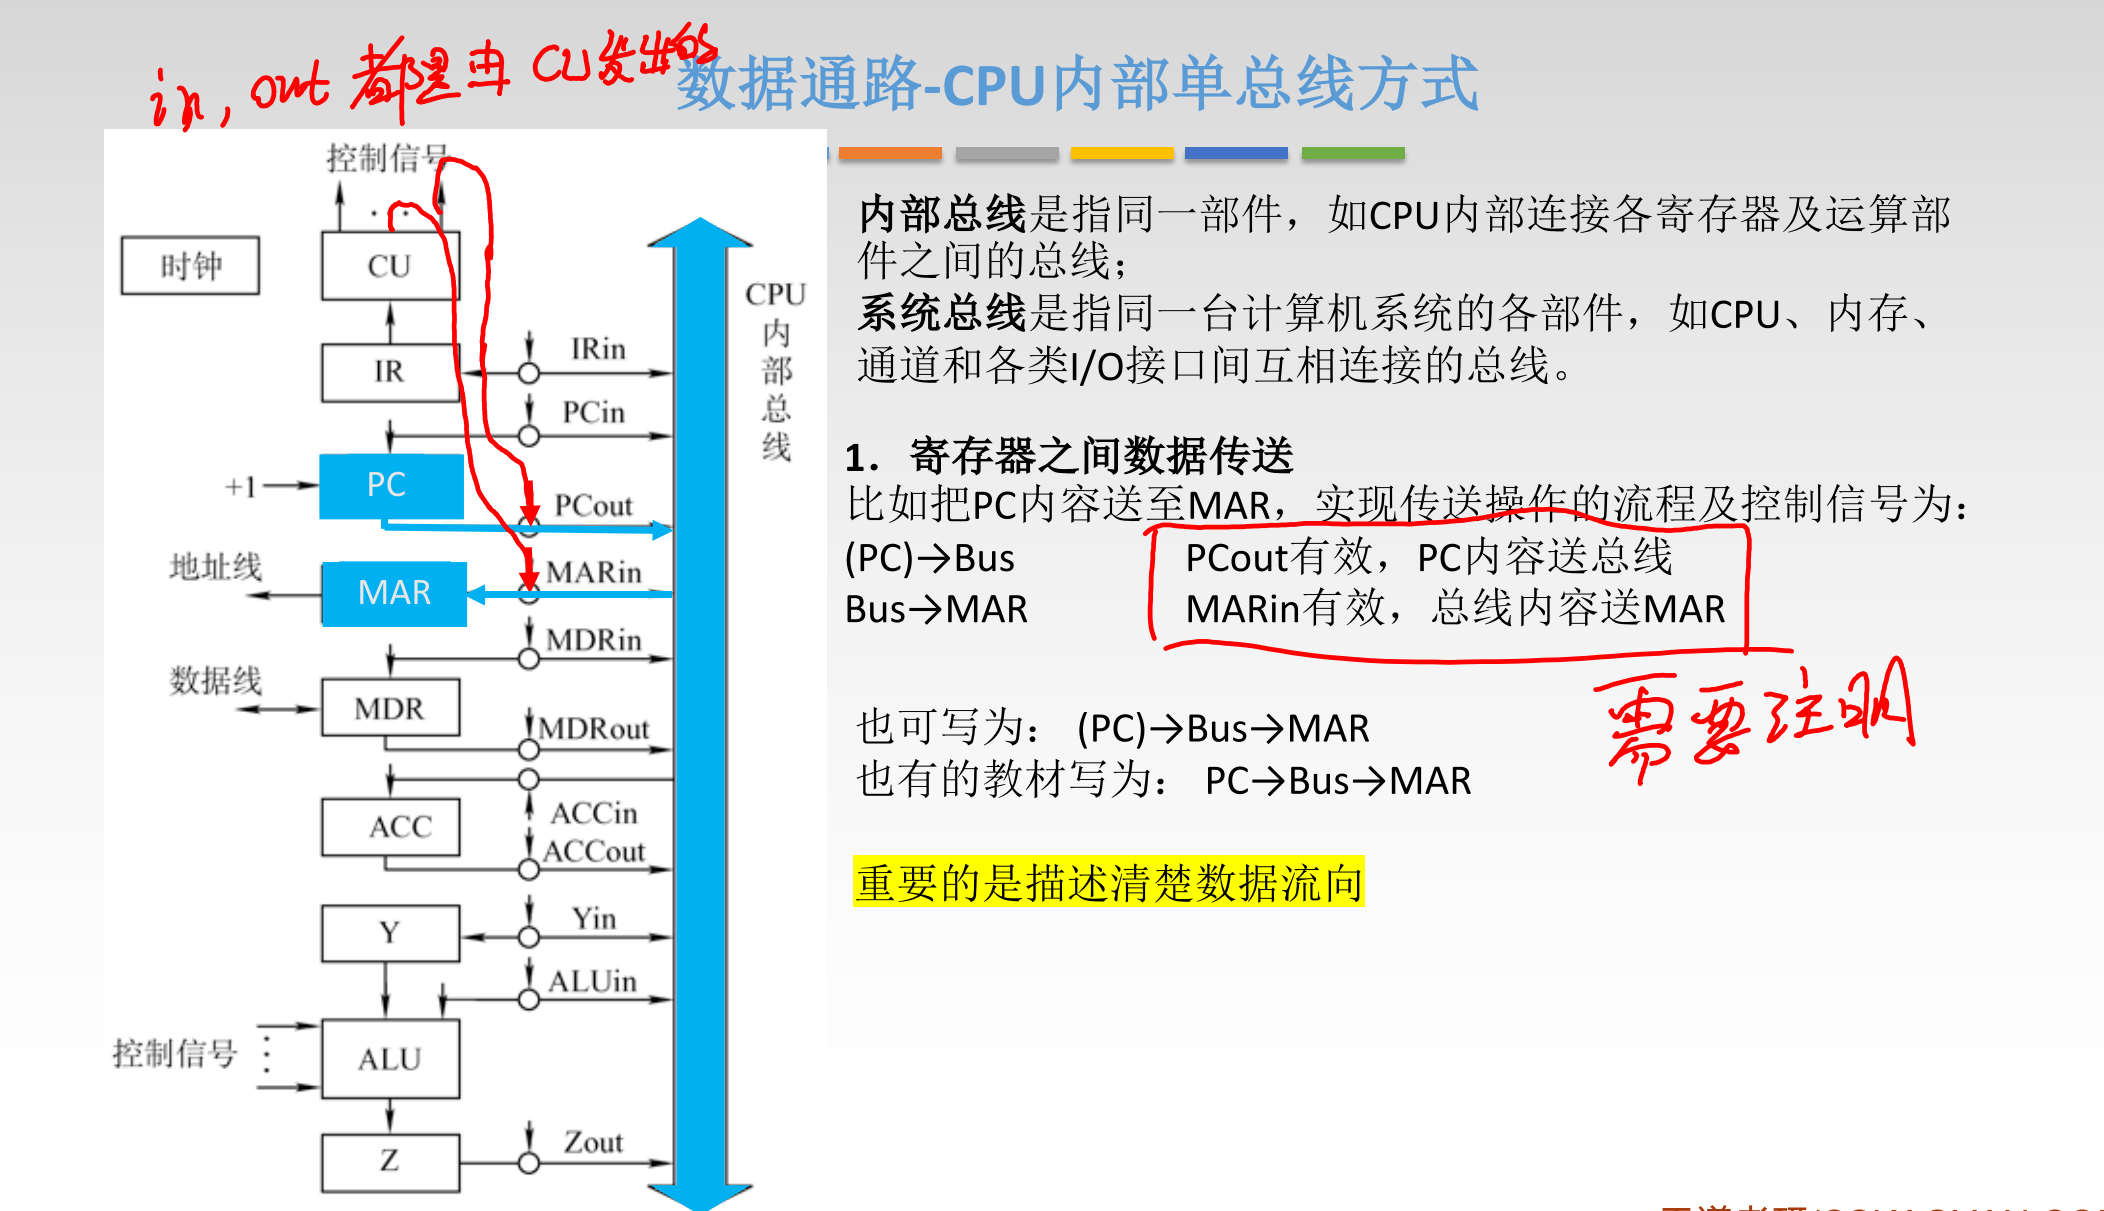 in, out 都是由 CU发出的
数据通路-CPU内部单总线方式
控制信号
时钟
CU
CPU内部总线
IR
IRin
PCin
+1
PC
PCout
地址线
MAR
MARin
MDRin
数据线
MDR
MDRout
ACC
ACCin
ACCout
Y
Yin
ALUin
控制信号
ALU
Z
Zout
内部总线是指同一部件，如CPU内部连接各寄存器及运算部
件之间的总线；
系统总线是指同一台计算机系统的各部件，如CPU、内存、
通道和各类I/O接口间互相连接的总线。
1．寄存器之间数据传送
比如把PC内容送至MAR，实现传送操作的流程及控制信号为：
(PC)→Bus PCout有效，PC内容送总线
Bus→MAR MARin有效，总线内容送MAR
需要注明
也可写为： (PC)→Bus→MAR
也有的教材写为： PC→Bus→MAR
重要的是描述清楚数据流向